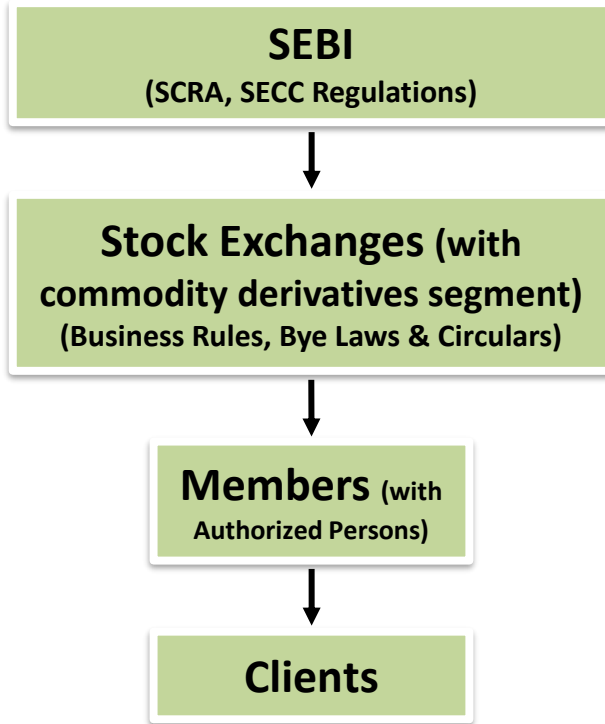 SEBI
(SCRA, SECC Regulations)
Stock Exchanges (with
commodity derivatives segment)
(Business Rules, Bye Laws & Circulars)
Members (with
Authorized Persons)
Clients